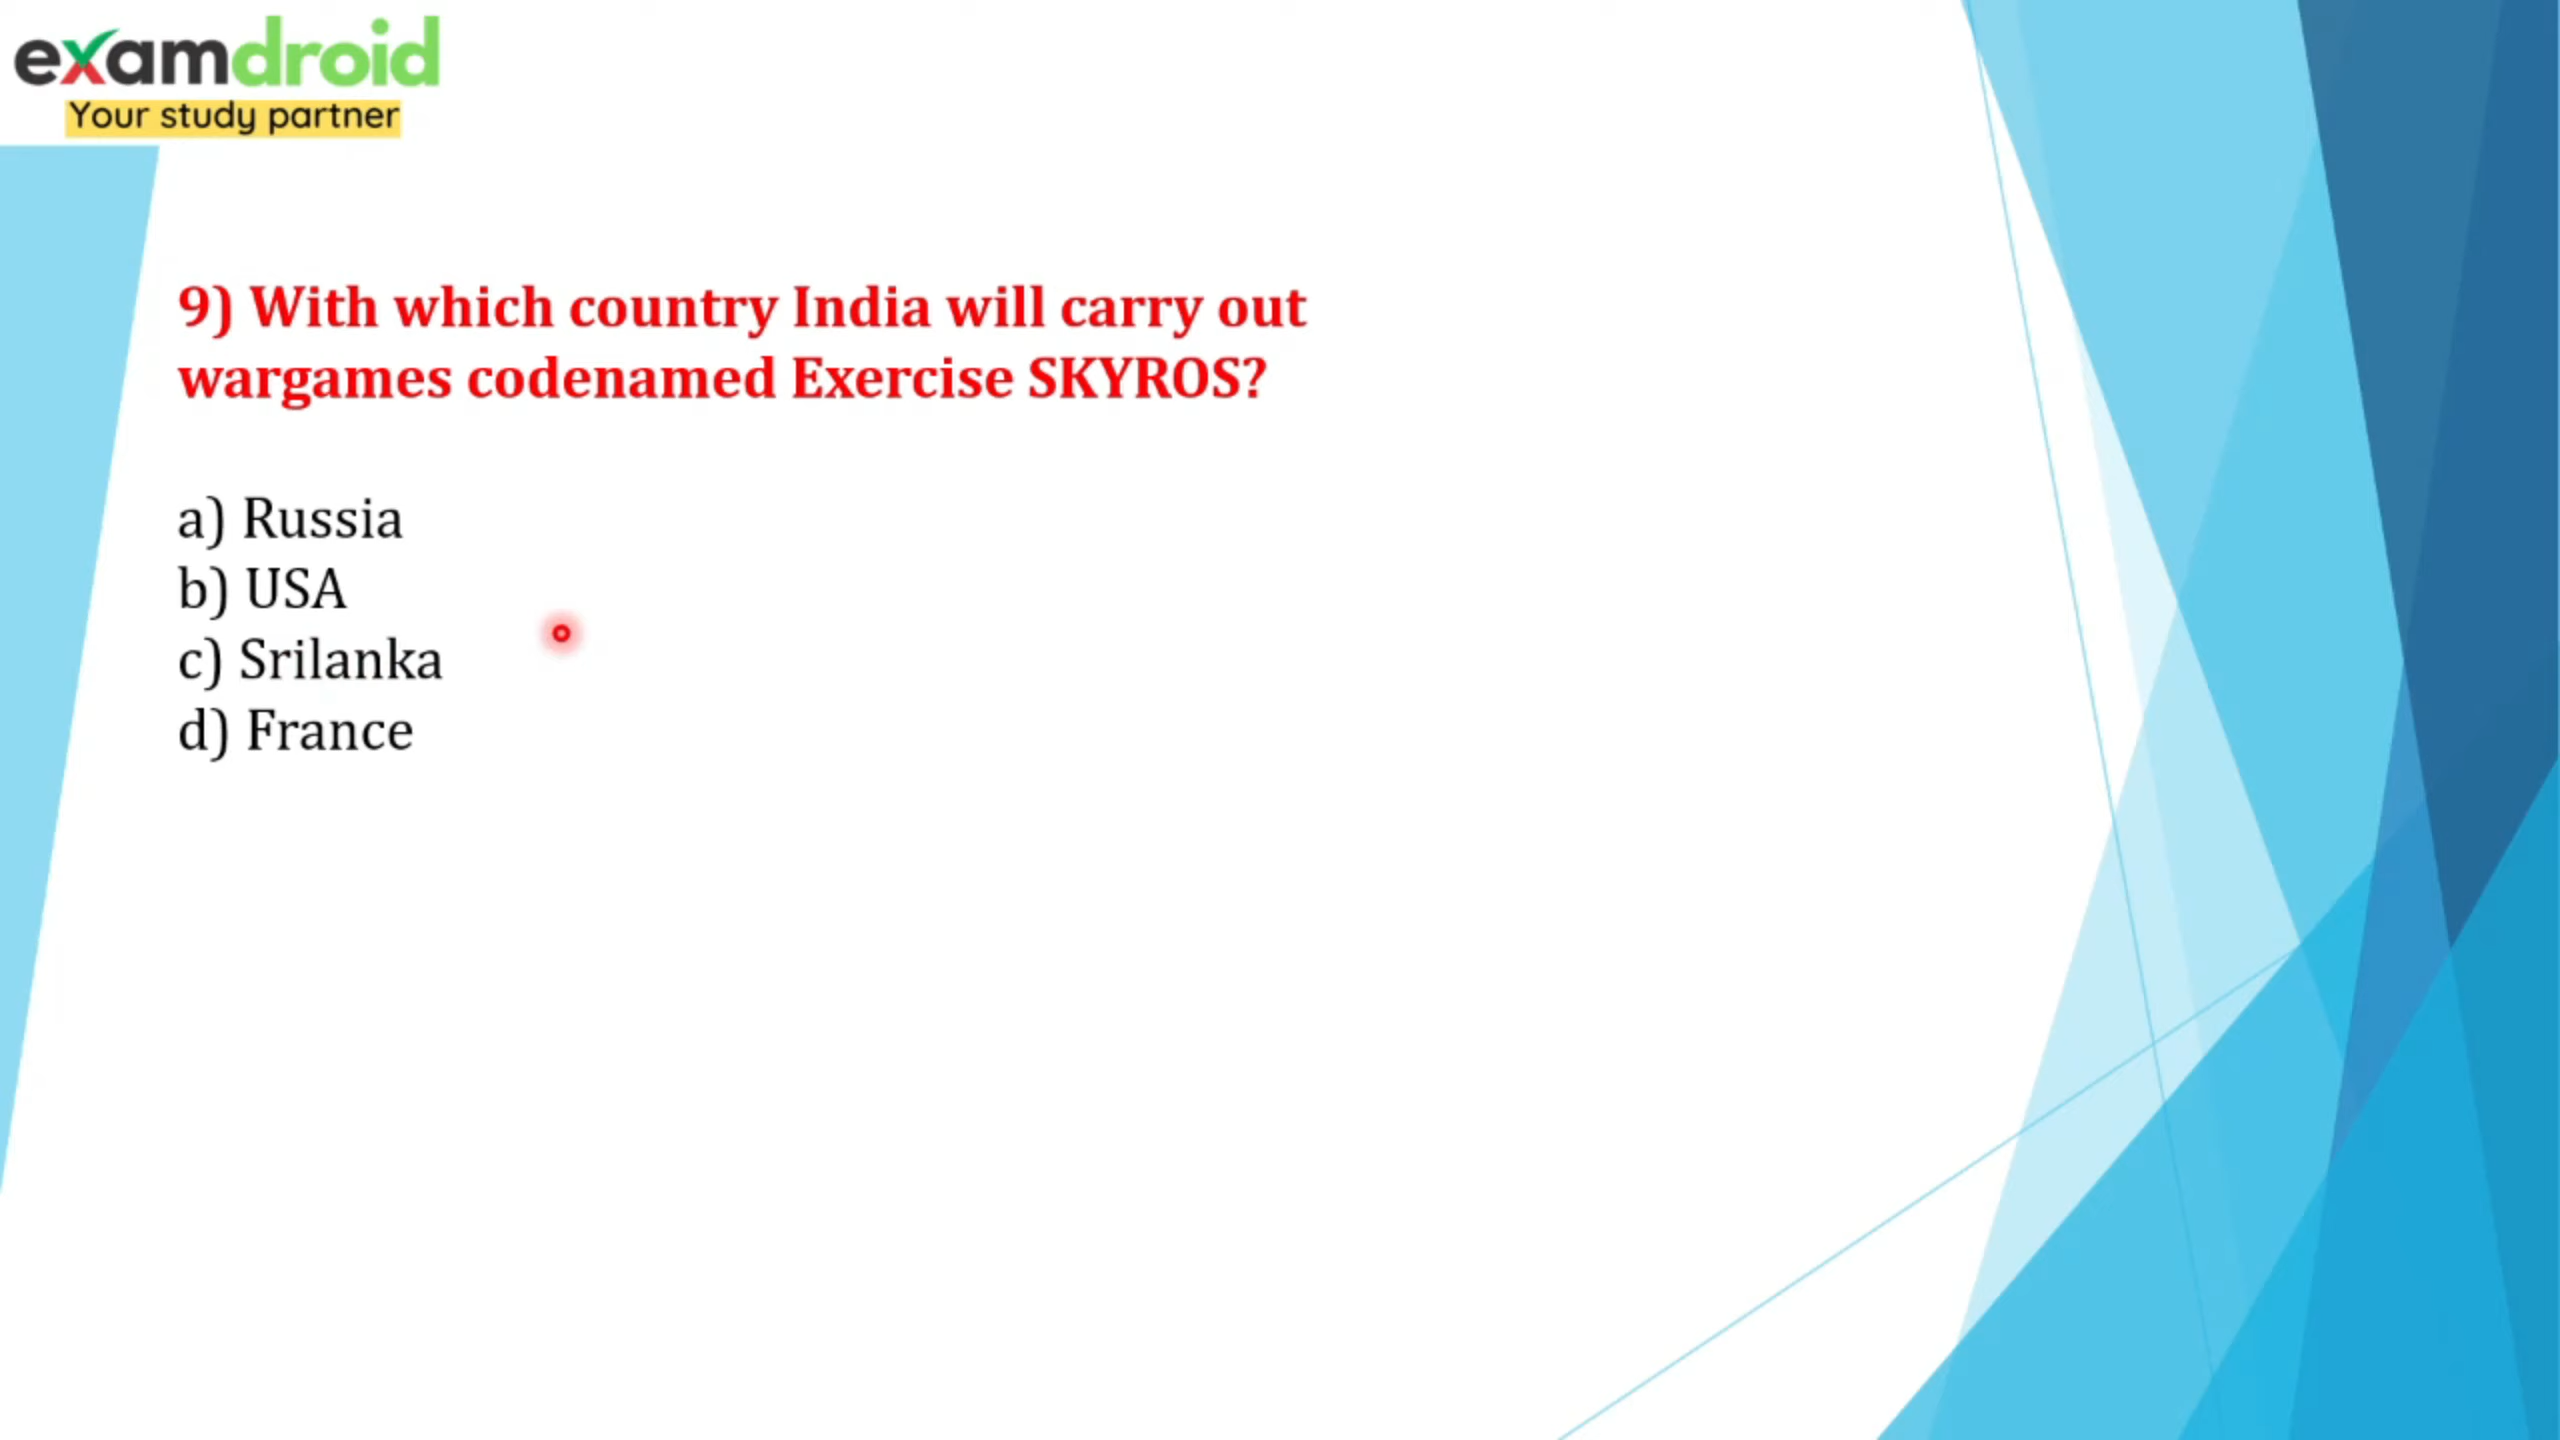 examdroid
Your study partner
9) With which country India will carry out
wargames codenamed Exercise SKYROS?
a) Russia
b) USA
c) Srilanka
d) France